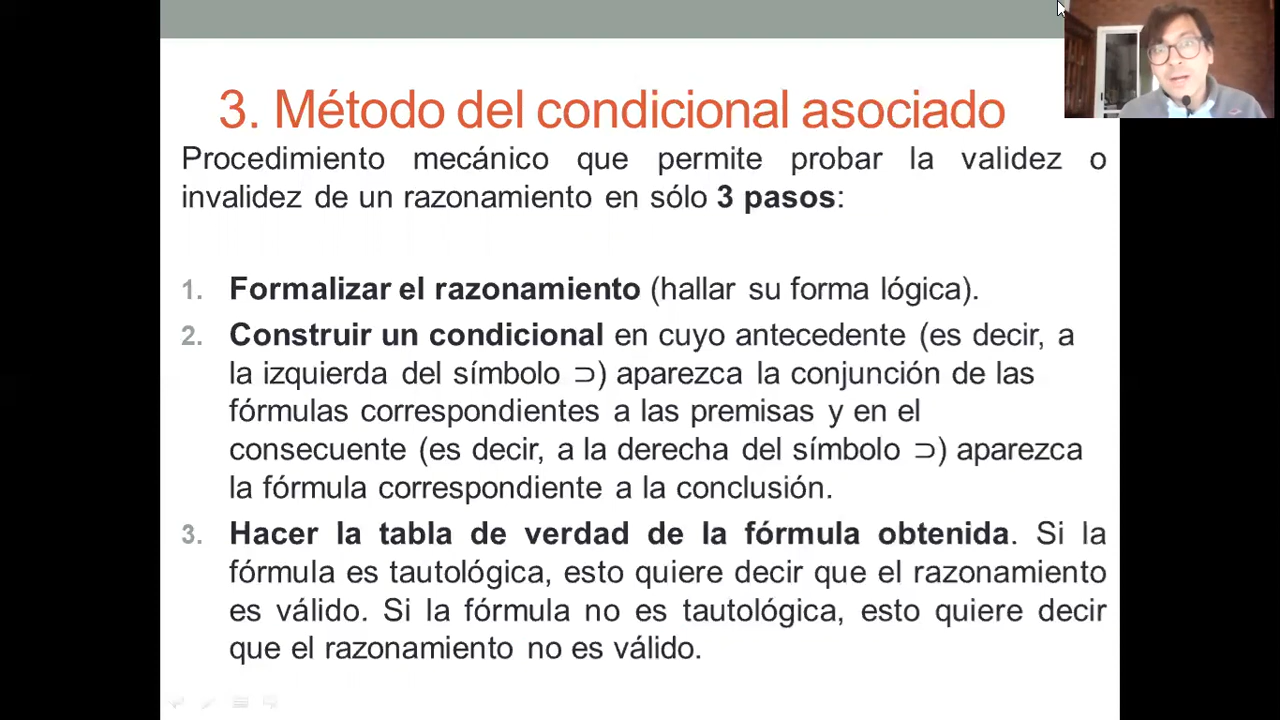 3. Método del condicional asociado
Procedimiento mecánico que permite probar la validez o
invalidez de un razonamiento en sólo 3 pasos:
1. Formalizar el razonamiento (hallar su forma lógica).
2. Construir un condicional en cuyo antecedente (es decir, a
la izquierda del símbolo ⊃) aparezca la conjunción de las
fórmulas correspondientes a las premisas y en el
consecuente (es decir, a la derecha del símbolo ⊃) aparezca
la fórmula correspondiente a la conclusión.
3. Hacer la tabla de verdad de la fórmula obtenida. Si la
fórmula es tautológica, esto quiere decir que el razonamiento
es válido. Si la fórmula no es tautológica, esto quiere decir
que el razonamiento no es válido.